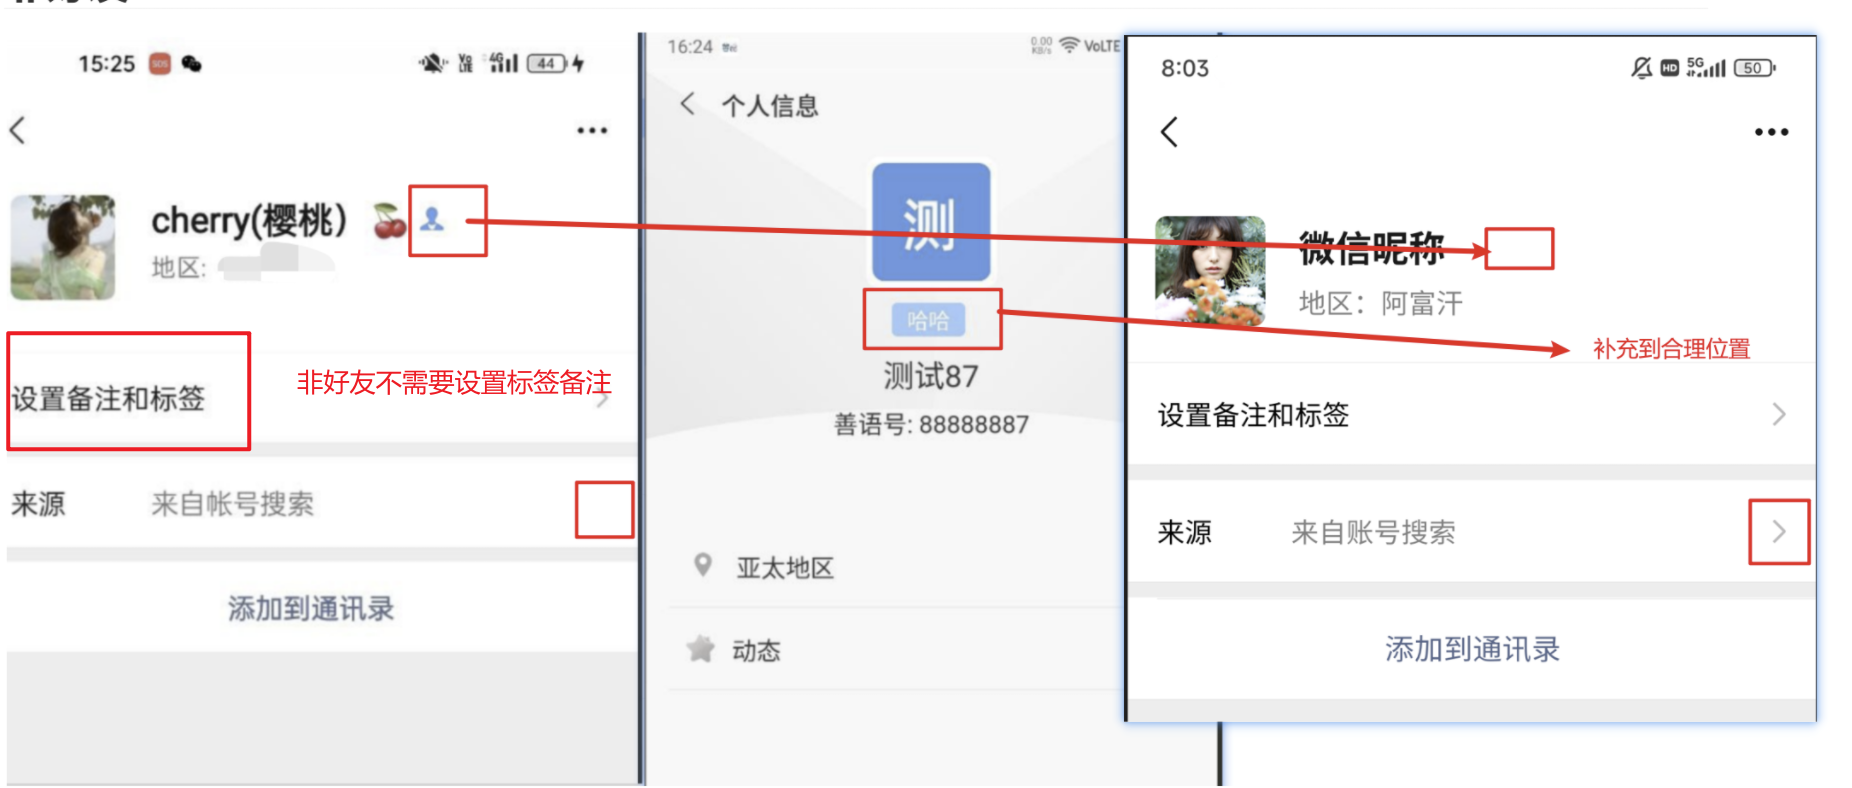 15:25 SOS 4G 44
cherry(樱桃)
地区:
设置备注和标签
非好友不需要设置标签备注
来源 来自帐号搜索
添加到通讯录
16:24 0.00 KB/s VoLTE
个人信息
测
哈哈
测试87
善语号: 88888887
亚太地区
动态
8:03 HD 5G 50
微信昵称
地区：阿富汗
补充到合理位置
设置备注和标签
来源 来自账号搜索
添加到通讯录